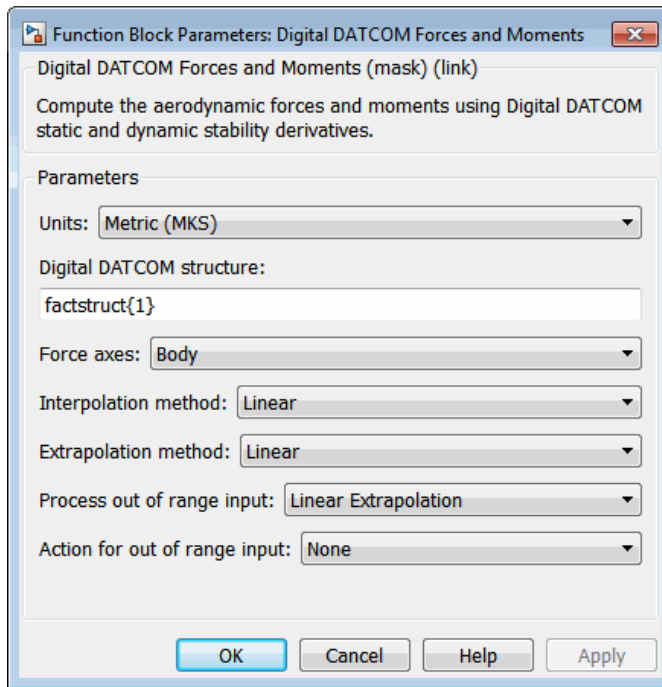 Function Block Parameters: Digital DATCOM Forces and Moments
Digital DATCOM Forces and Moments (mask) (link)
Compute the aerodynamic forces and moments using Digital DATCOM
static and dynamic stability derivatives.
Parameters
Units: Metric (MKS)
Digital DATCOM structure:
factstruct{1}
Force axes: Body
Interpolation method: Linear
Extrapolation method: Linear
Process out of range input: Linear Extrapolation
Action for out of range input: None
OK Cancel Help Apply